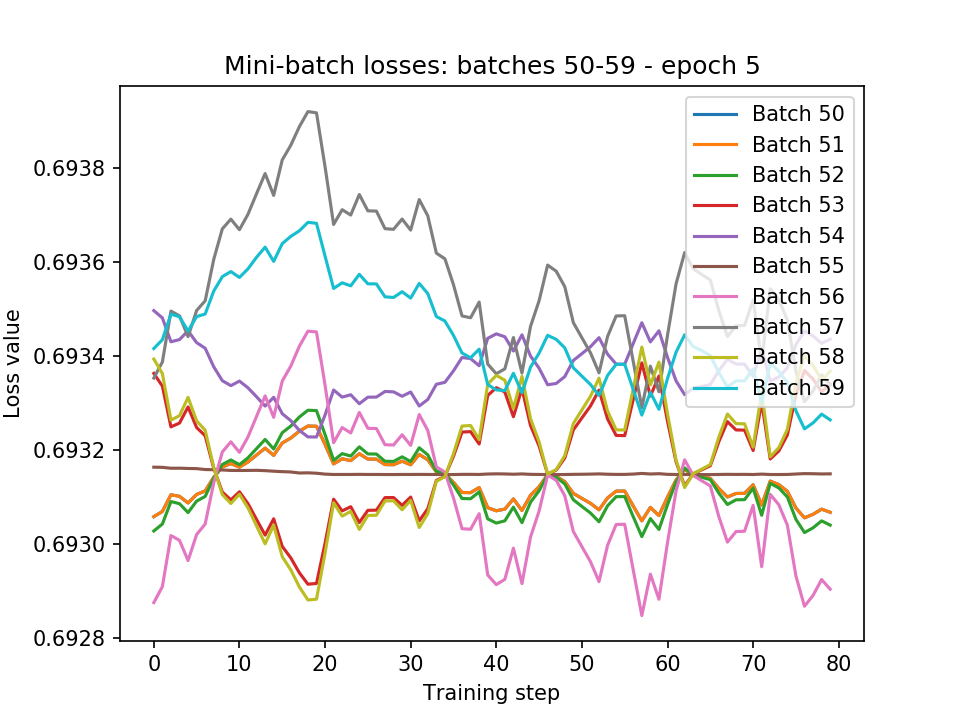 Mini-batch losses: batches 50-59 - epoch 5
Loss value
0.6938
0.6936
0.6934
0.6932
0.6930
0.6928
Batch 50
Batch 51
Batch 52
Batch 53
Batch 54
Batch 55
Batch 56
Batch 57
Batch 58
Batch 59
0 10 20 30 40 50 60 70 80
Training step